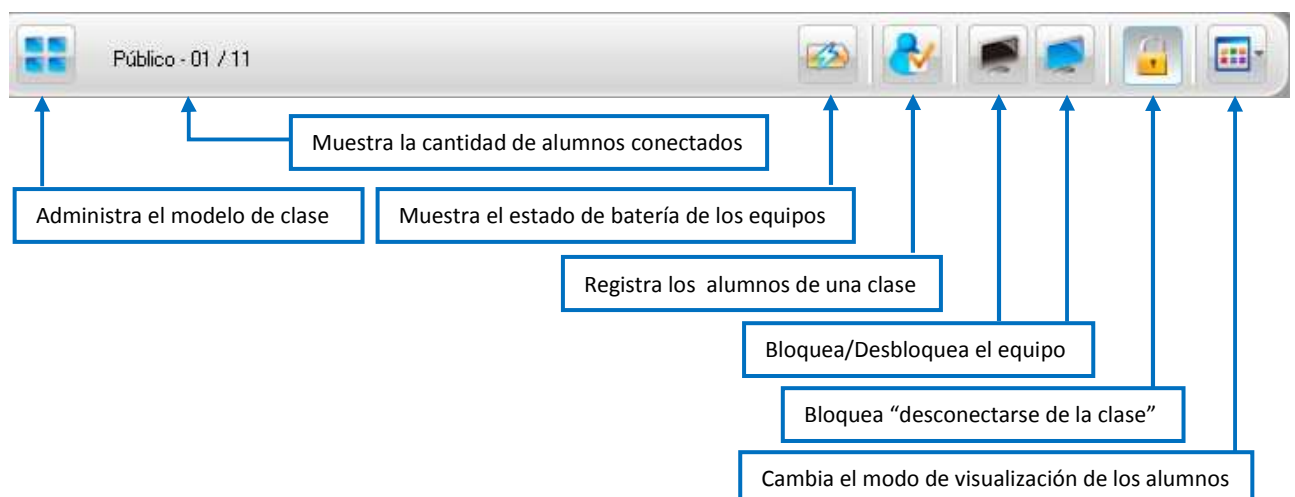 Público - 01 / 11
Muestra la cantidad de alumnos conectados
Administra el modelo de clase
Muestra el estado de batería de los equipos
Registra los alumnos de una clase
Bloquea/Desbloquea el equipo
Bloquea “desconectarse de la clase”
Cambia el modo de visualización de los alumnos